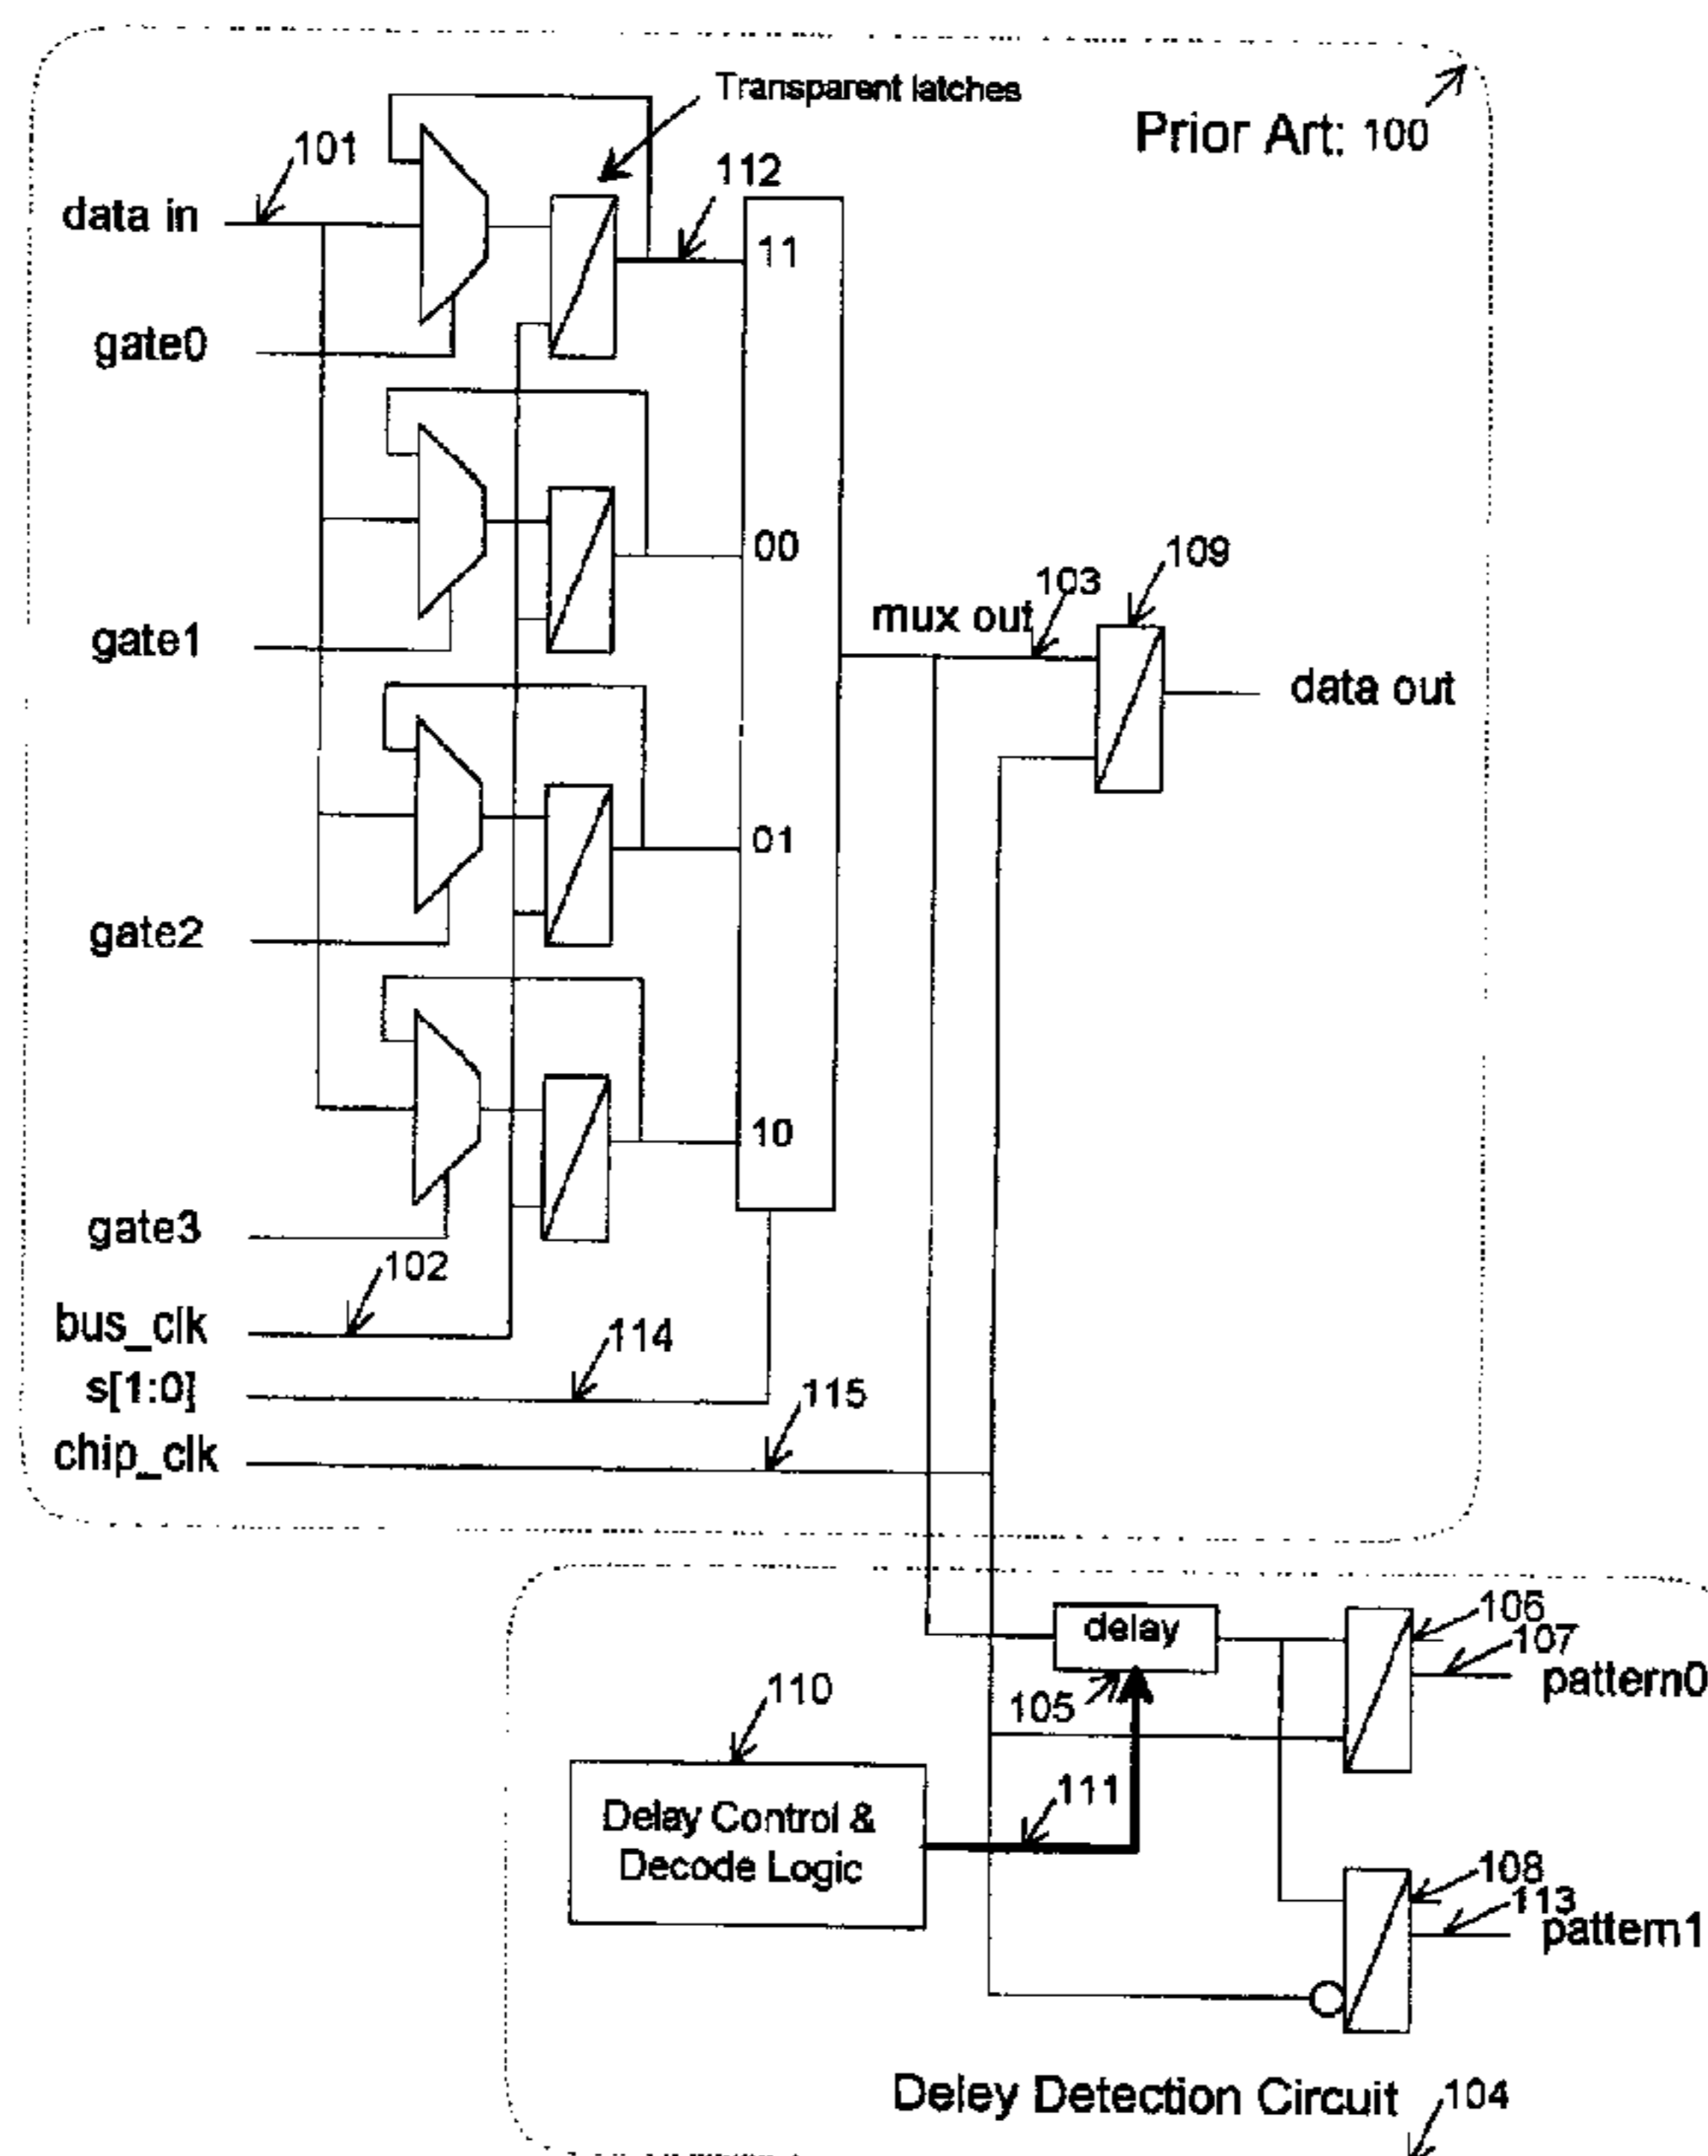 Transparent latches
Prior Art: 100
101
112
data in
11
gate0
00
109
103
mux out
gate1
data out
01
gate2
10
gate3
102
bus_clk
114
s[1:0]
115
chip_clk
106
delay
107
pattern0
110
105
111
Delay Control &
Decode Logic
108
113
pattem1
Deley Detection Circuit
104